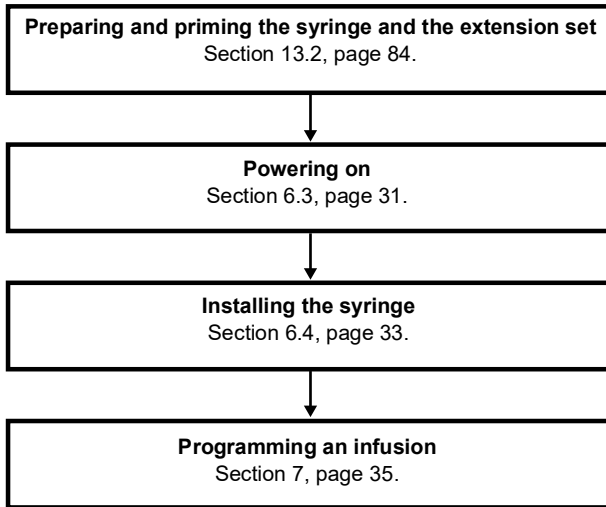 Preparing and priming the syringe and the extension set
Section 13.2, page 84.
Powering on
Section 6.3, page 31.
Installing the syringe
Section 6.4, page 33.
Programming an infusion
Section 7, page 35.